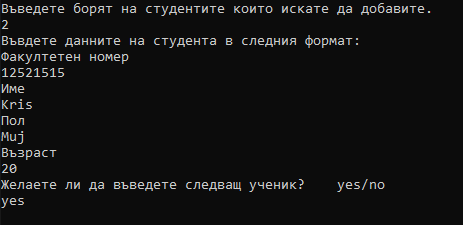 Въведете борят на студентите които искате да добавите.
2
Въвдете данните на студента в следния формат:
Факултетен номер
12521515
Име
Kris
Пол
Muj
Възраст
20
Желаете ли да въведете следващ ученик?    yes/no
yes